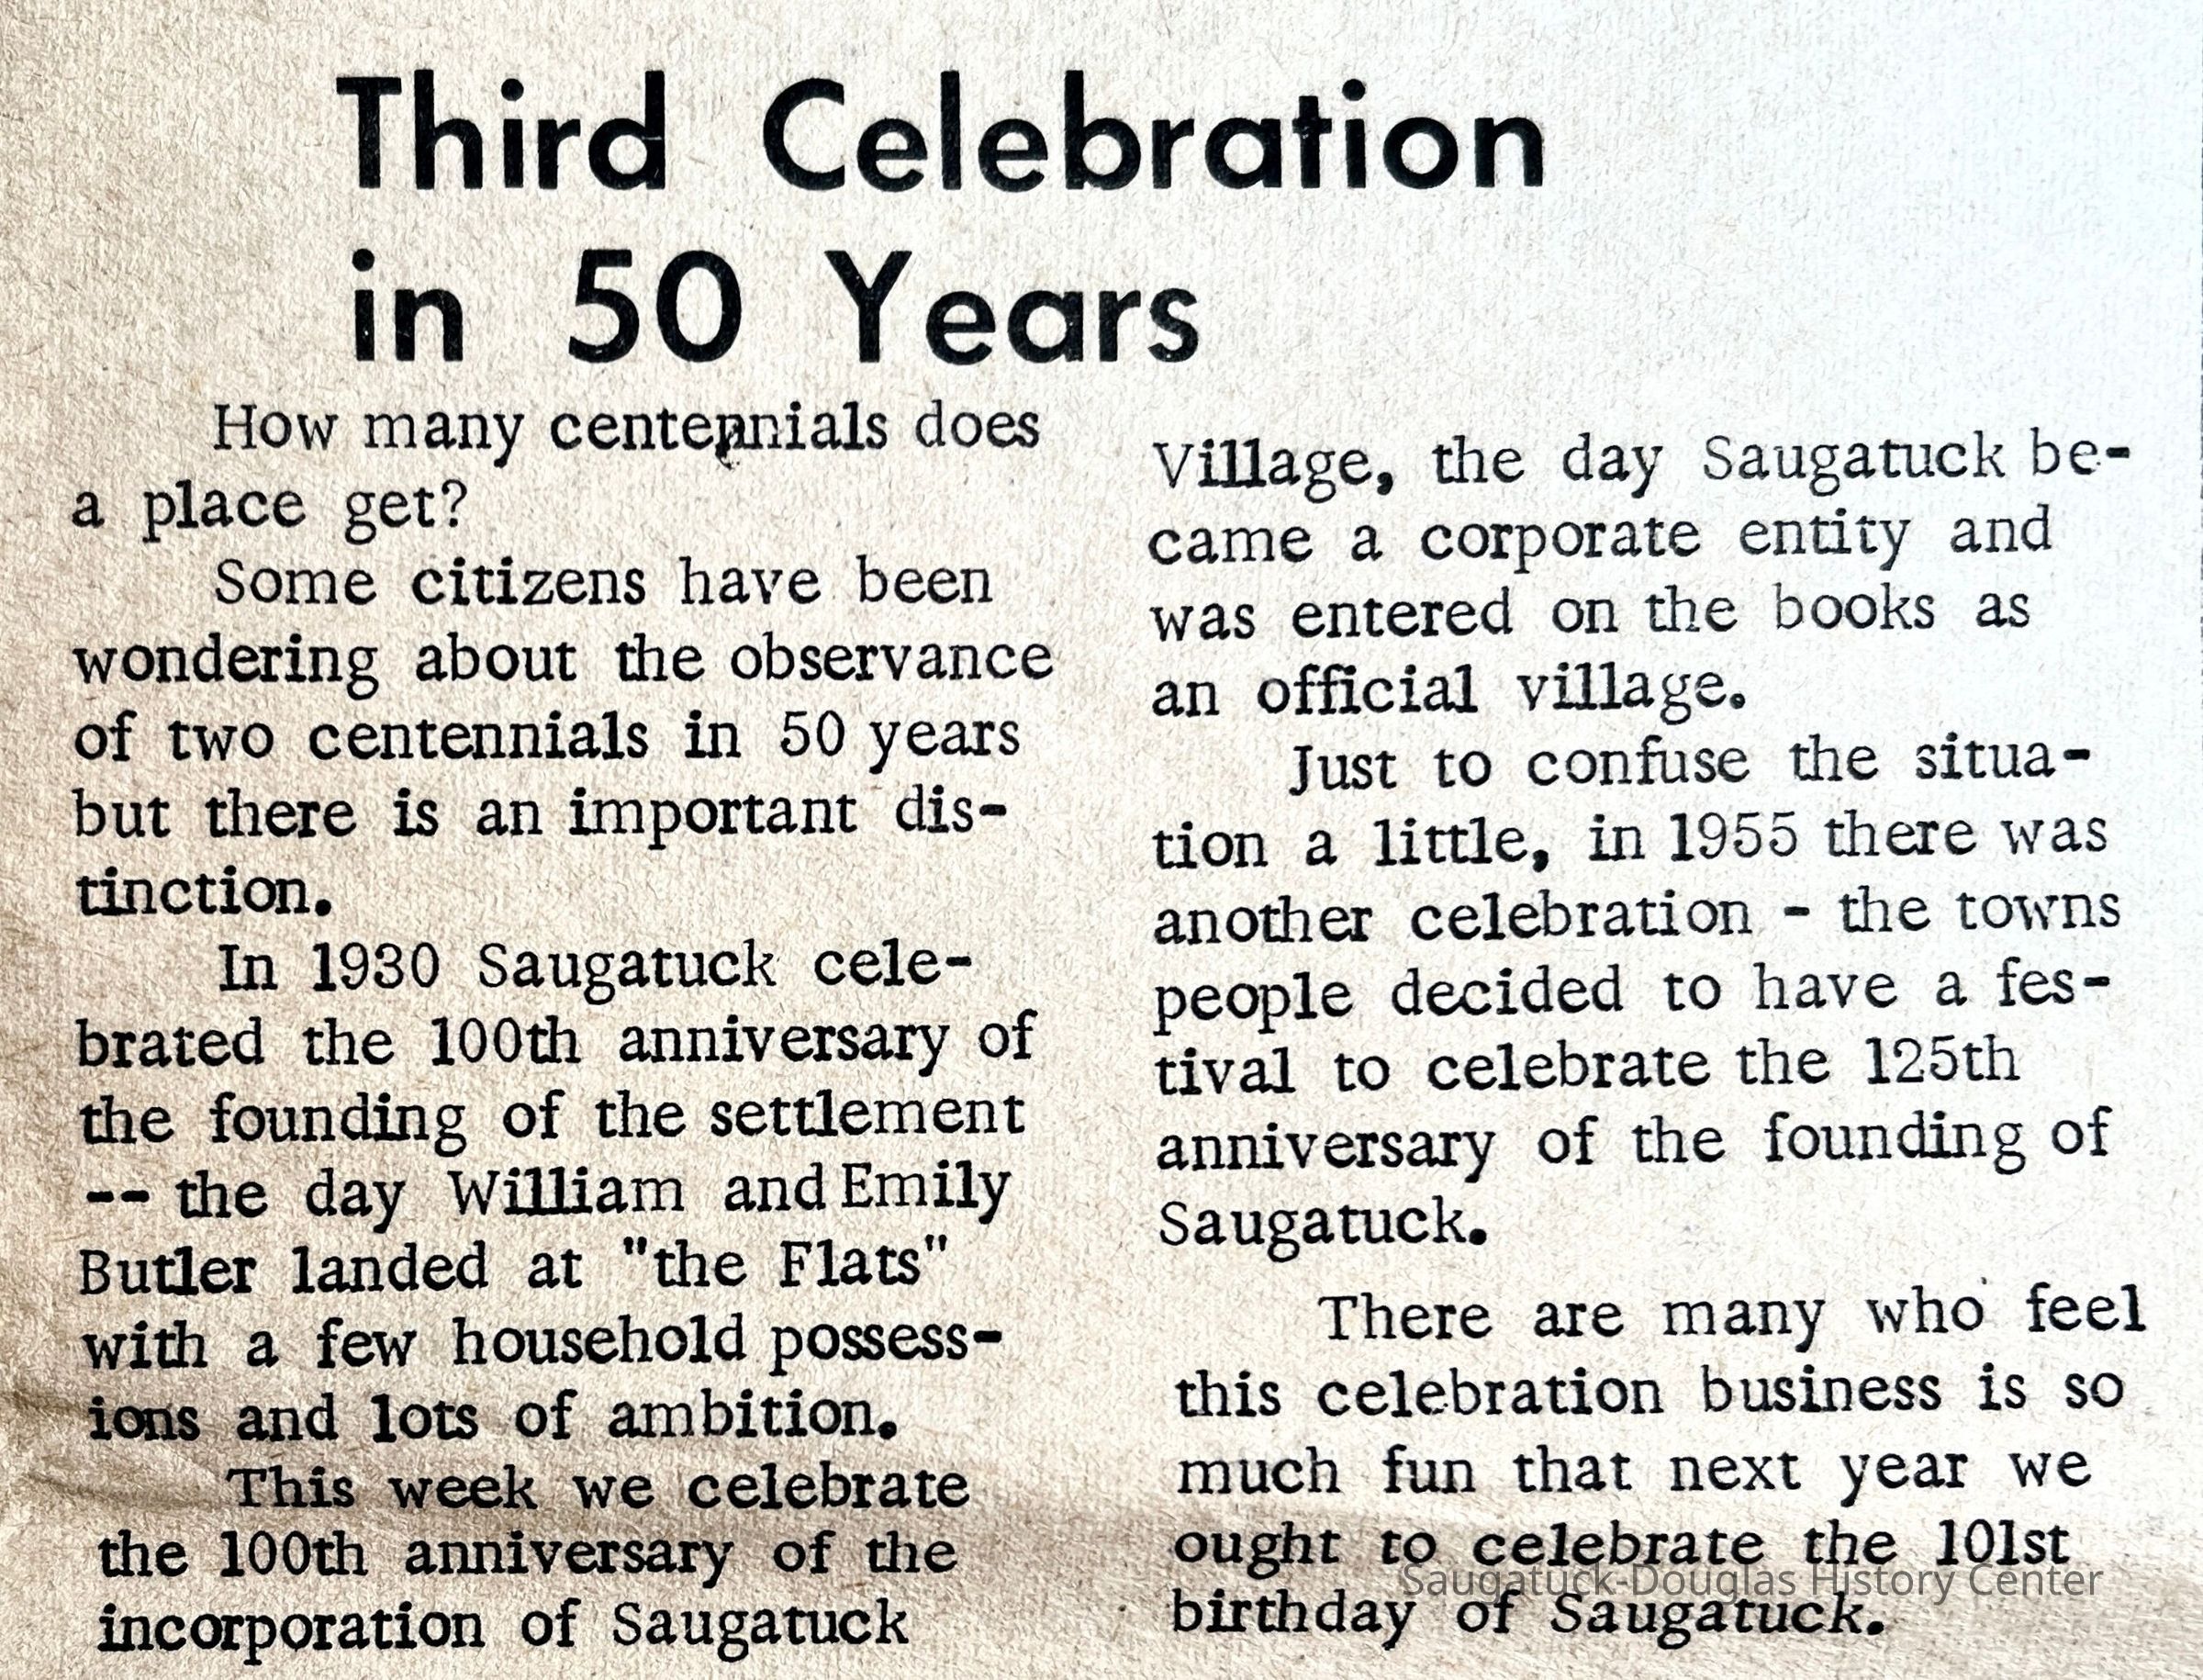 Third Celebration
in 50 Years
How many centennials does
a place get?
Some citizens have been
wondering about the observance
of two centennials in 50 years
but there is an important dis-
tinction.
In 1930 Saugatuck cele-
brated the 100th anniversary of
the founding of the settlement
-- the day William and Emily
Butler landed at "the Flats"
with a few household possess-
ions and lots of ambition.
This week we celebrate
the 100th anniversary of the
incorporation of Saugatuck
Village, the day Saugatuck be-
came a corporate entity and
was entered on the books as
an official village.
Just to confuse the situa-
tion a little, in 1955 there was
another celebration - the towns
people decided to have a fes-
tival to celebrate the 125th
anniversary of the founding of
Saugatuck.
There are many who feel
this celebration business is so
much fun that next year we
ought to celebrate the 101st
birthday of Saugatuck.
Saugatuck-Douglas History Center